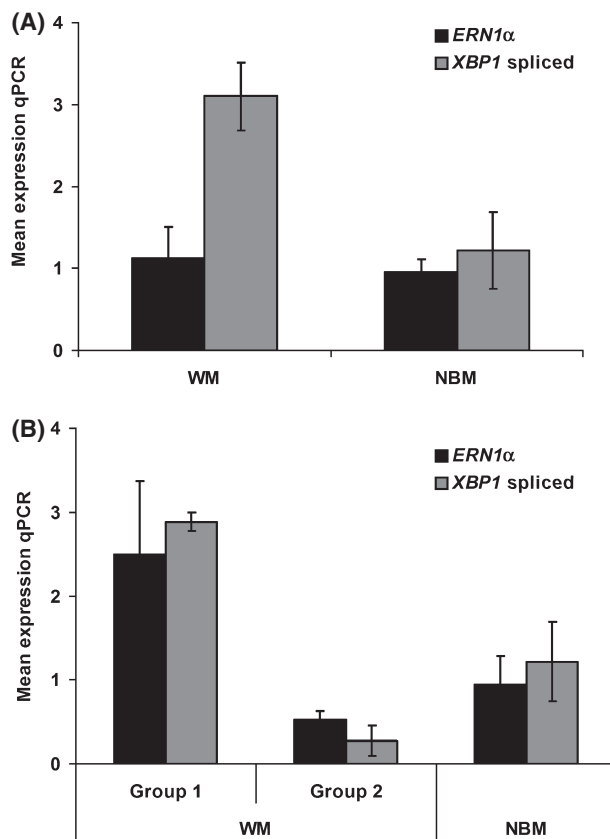 (A)
ERN1α
XBP1 spliced
Mean expression qPCR
4
3
2
1
0
WM NBM
(B)
ERN1α
XBP1 spliced
Mean expression qPCR
4
3
2
1
0
Group 1 Group 2
WM NBM